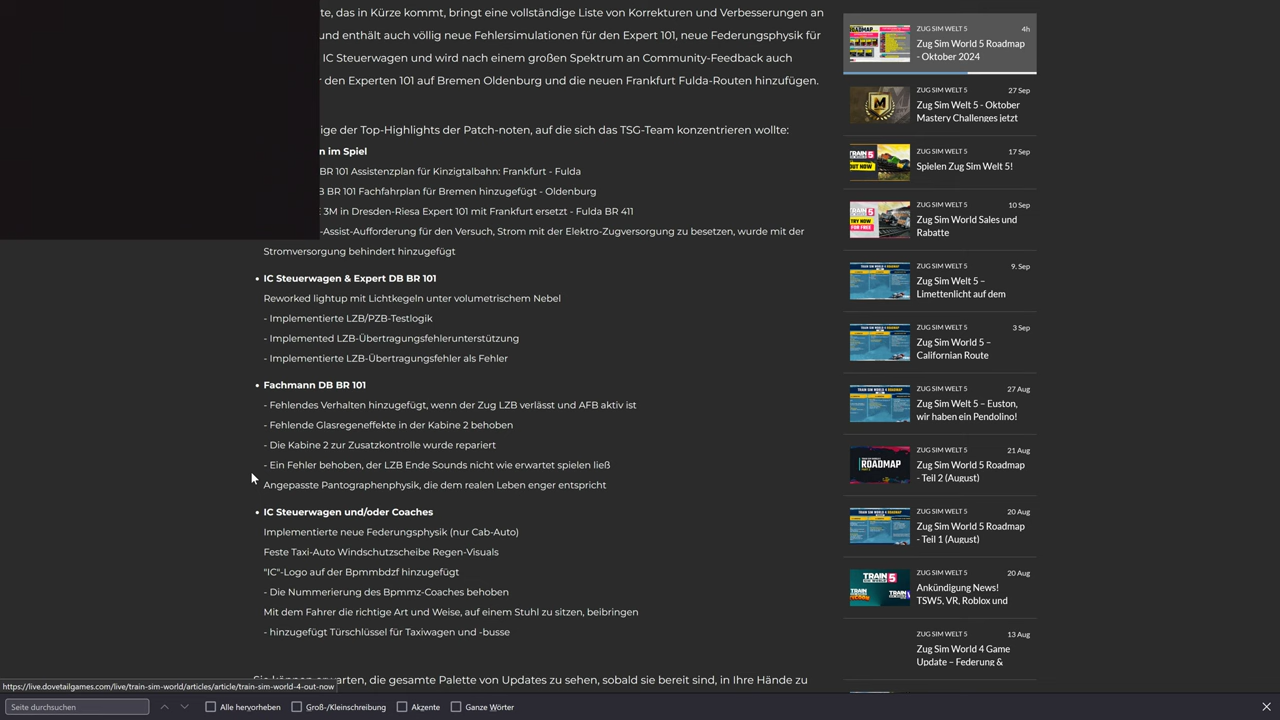 te, das in Kürze kommt, bringt eine vollständige Liste von Korrekturen und Verbesserungen an
und enthält auch völlig neue Fehlersimulationen für den Expert 101, neue Federungsphysik für
IC Steuerwagen und wird nach einem großen Spektrum an Community-Feedback auch
r den Experten 101 auf Bremen Oldenburg und die neuen Frankfurt Fulda-Routen hinzufügen.
ige der Top-Highlights der Patch-noten, auf die sich das TSG-Team konzentrieren wollte:
n im Spiel
BR 101 Assistenplan für Kinzigtalbahn: Frankfurt - Fulda
B BR 101 Fachfahrplan für Bremen hinzugefügt - Oldenburg
E 3M in Dresden-Riesa Expert 101 mit Frankfurt ersetzt - Fulda BR 411
-Assist-Aufforderung für den Versuch, Strom mit der Elektro-Zugversorgung zu besetzen, wurde mit der
Stromversorgung behindert hinzugefügt
• IC Steuerwagen & Expert DB BR 101
Reworked lightup mit Lichtkegeln unter volumetrischem Nebel
- Implementierte LZB/PZB-Testlogik
- Implemented LZB-Übertragungsfehlerunterstützung
- Implementierte LZB-Übertragungsfehler als Fehler
• Fachmann DB BR 101
- Fehlendes Verhalten hinzugefügt, wenn der Zug LZB verlässt und AFB aktiv ist
- Fehlende Glasregeneffekte in der Kabine 2 behoben
- Die Kabine 2 zur Zusatzkontrolle wurde repariert
- Ein Fehler behoben, der LZB Ende Sounds nicht wie erwartet spielen ließ
Angepasste Pantographenphysik, die dem realen Leben enger entspricht
• IC Steuerwagen und/oder Coaches
Implementierte neue Federungsphysik (nur Cab-Auto)
Feste Taxi-Auto Windschutzscheibe Regen-Visuals
"IC"-Logo auf der Bpmmbdzf hinzugefügt
- Die Nummerierung des Bpmmz-Coaches behoben
Mit dem Fahrer die richtige Art und Weise, auf einem Stuhl zu sitzen, beibringen
- hinzugefügt Türschlüssel für Taxiwagen und -busse
Sie können erwarten, die gesamte Palette von Updates zu sehen, sobald sie bereit sind, in Ihre Hände zu
ZUG SIM WELT 5 4h
Zug Sim World 5 Roadmap
- Oktober 2024
ZUG SIM WELT 5 27 Sep
Zug Sim Welt 5 - Oktober
Mastery Challenges jetzt
ZUG SIM WELT 5 17 Sep
Spielen Zug Sim Welt 5!
ZUG SIM WELT 5 10 Sep
Zug Sim World Sales und
Rabatte
ZUG SIM WELT 5 9. Sep
Zug Sim Welt 5 –
Limettenlicht auf dem
ZUG SIM WELT 5 3 Sep
Zug Sim World 5 –
Californian Route
ZUG SIM WELT 5 27 Aug
Zug Sim Welt 5 – Euston,
wir haben ein Pendolino!
ROADMAP
ZUG SIM WELT 5 21 Aug
Zug Sim World 5 Roadmap
- Teil 2 (August)
ZUG SIM WELT 5 20 Aug
Zug Sim World 5 Roadmap
- Teil 1 (August)
TRAIN 5
ZUG SIM WELT 5 20 Aug
Ankündigung News!
TSW5, VR, Roblox und
ZUG SIM WELT 5 13 Aug
Zug Sim World 4 Game
Update – Federung &
https://live.dovetailgames.com/live/train-sim-world/articles/article/train-sim-world-4-out-now
Seite durchsuchen Alle hervorheben Groß-/Kleinschreibung Akzente Ganze Wörter